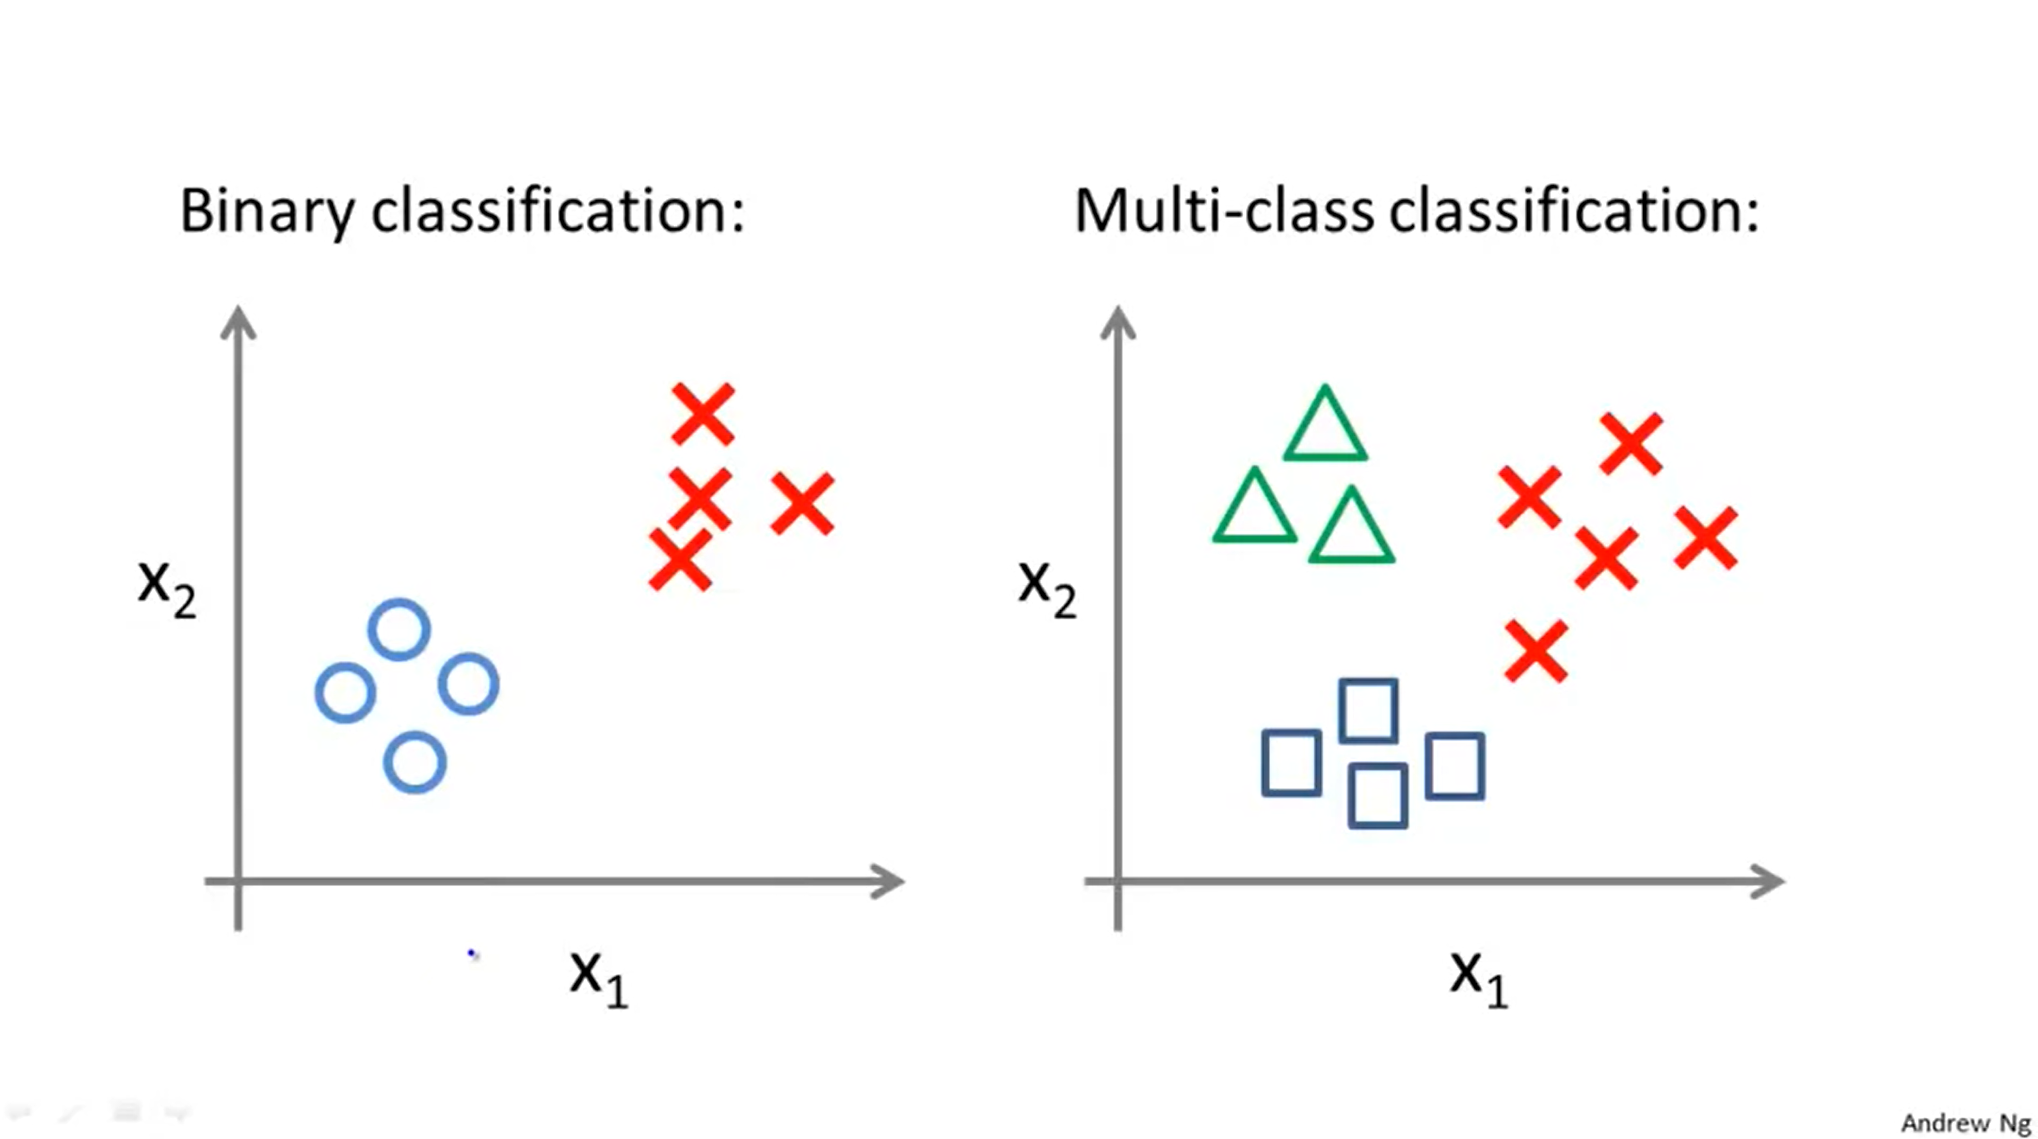 Binary classification:
Multi-class classification:
x₂
x₁
x₂
x₁
Andrew Ng